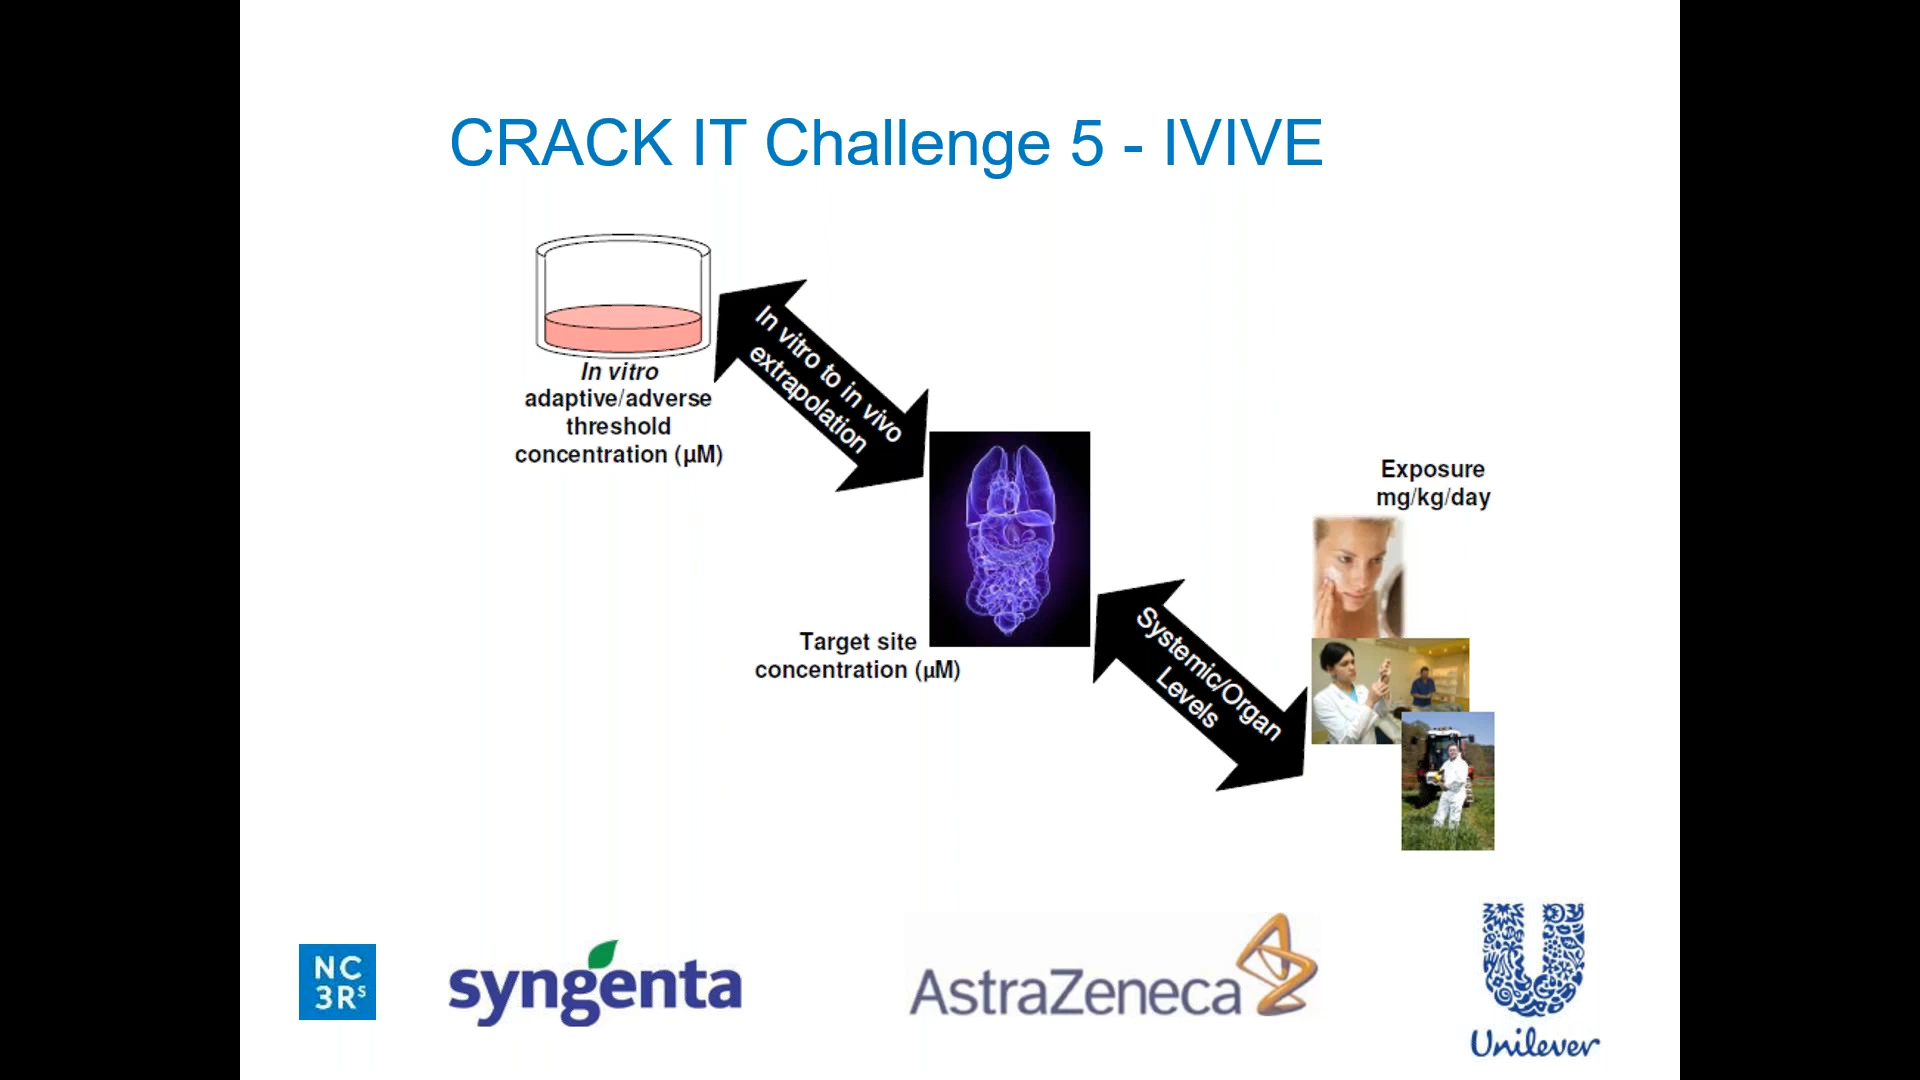 CRACK IT Challenge 5 - IVIVE
In vitro
adaptive/adverse
threshold
concentration (µM)
In vitro to in vivo
extrapolation
Target site
concentration (µM)
Systemic/Organ
Levels
Exposure
mg/kg/day
NC
3Rs
syngenta
AstraZeneca
Unilever